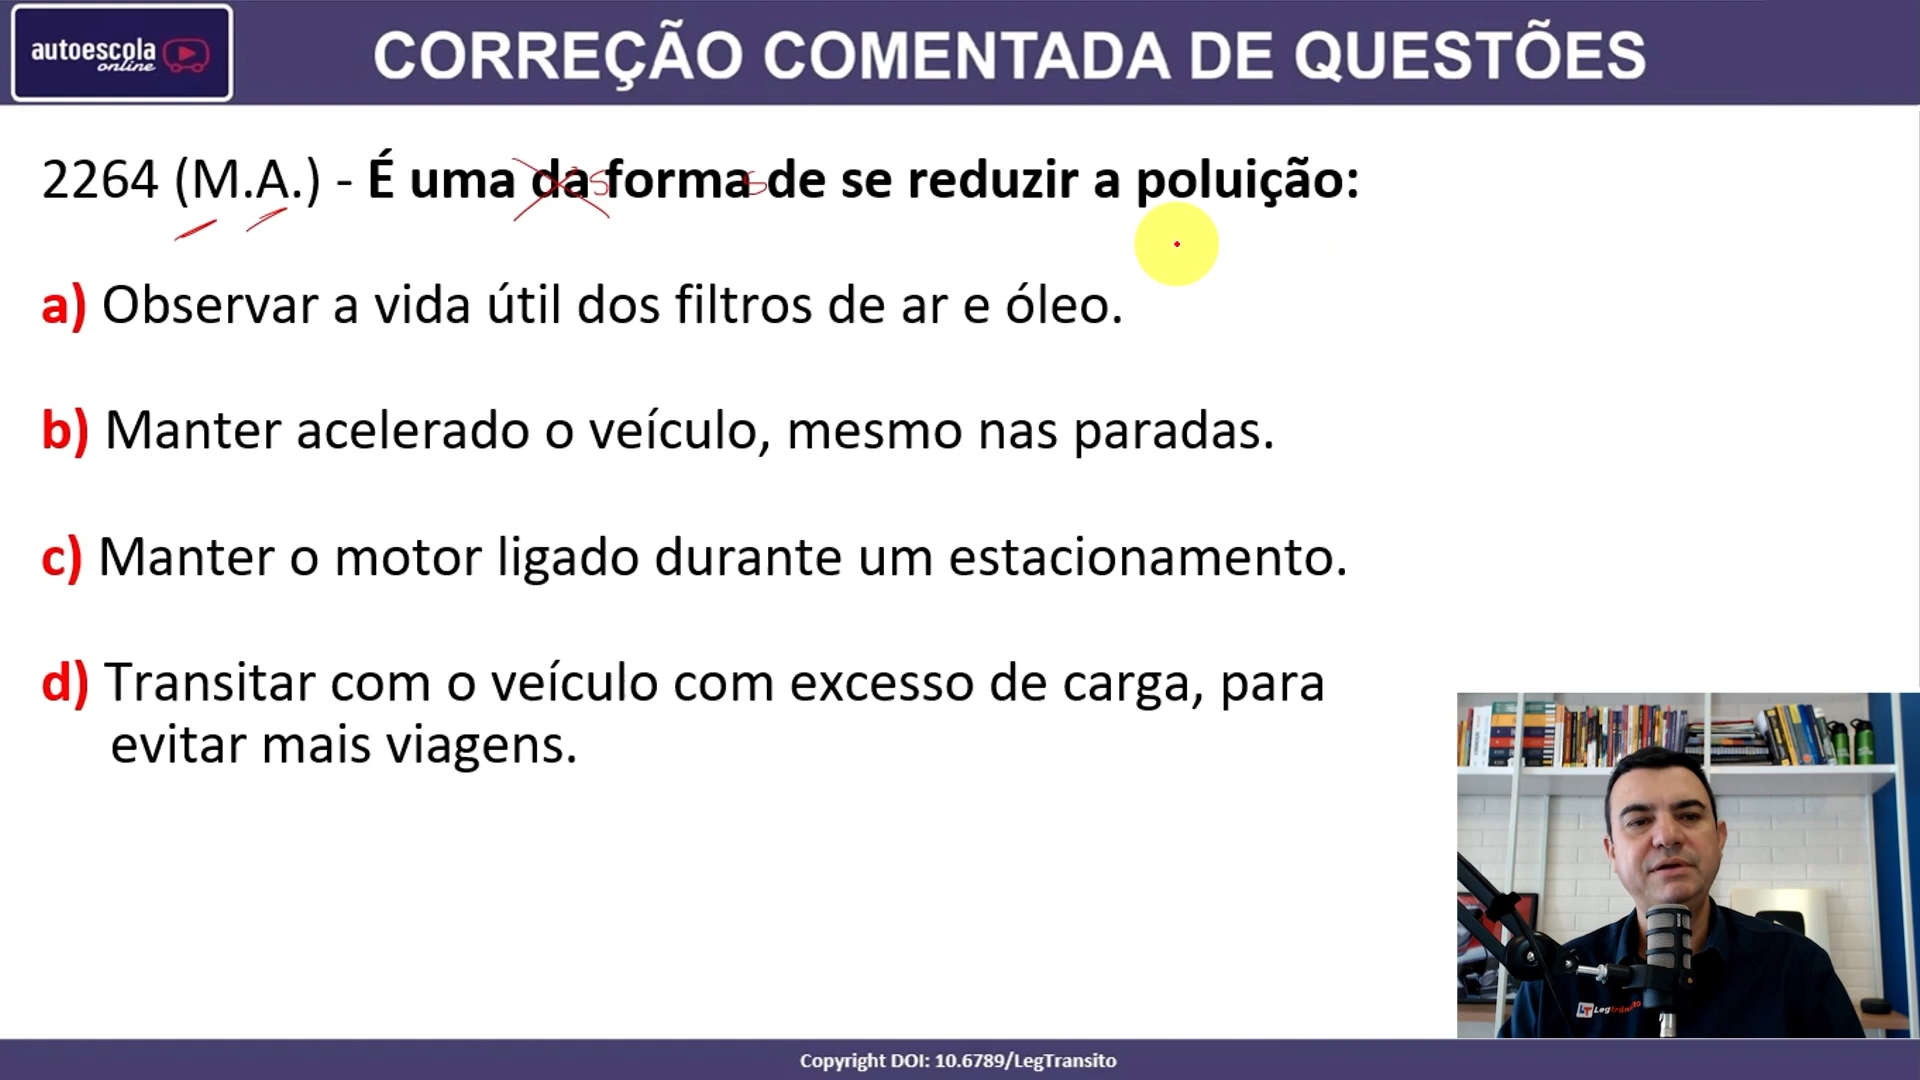 autoescola
online
CORREÇÃO COMENTADA DE QUESTÕES
2264 (M.A.) - É uma da forma de se reduzir a poluição:
s s
a) Observar a vida útil dos filtros de ar e óleo.
b) Manter acelerado o veículo, mesmo nas paradas.
c) Manter o motor ligado durante um estacionamento.
d) Transitar com o veículo com excesso de carga, para
evitar mais viagens.
LT Legtrânsito
Copyright DOI: 10.6789/LegTransito